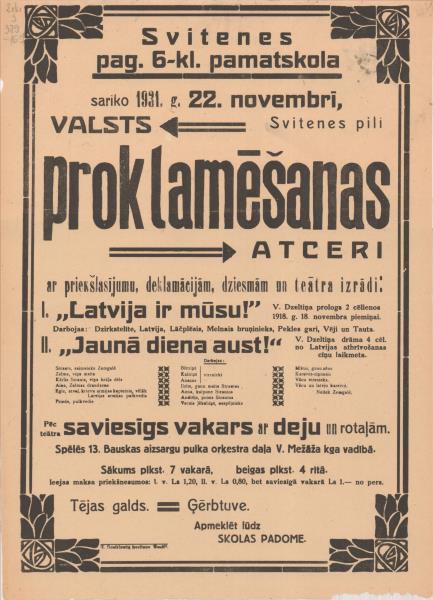 Svitenes
pag. 6-kl. pamatskola
sariko 1931. g. 22. novembrī,
VALSTS Svitenes pili
proklamēšanas
ATCERI
ar priekšlasijumu, deklamācijām, dziesmām un teātra izrādi:
I. „Latvija ir mūsu!" V. Dzeltiņa prologs 2 cēlienos
1918. g. 18. novembra piemiņai.
Darbojas: Dzirkstelīte, Latvija, Lāčplēsis, Melnais bruņinieks, Pekles gari, Vēji un Tauta.
II. „Jaunā diena aust!" V. Dzeltiņa drāma 4 cēl.
no Latvijas atbrīvošanas
cīņu laikmeta.
Darbojas:
Pēc
teātra saviesīgs vakars ar deju un rotaļām.
Spēlēs 13. Bauskas aizsargu pulka orķestra daļa V. Mežāža kga vadībā.
Sākums plkst. 7 vakarā, beigas plkst. 4 rītā.
Ieejas maksa priekšnesumos: I. v. La 1,20, II. v. La 0,80, bet saviesīgā vakarā La 1.— no pers.
Tējas galds. = Ģērbtuve.
Apmeklēt lūdz
SKOLAS PADOME.